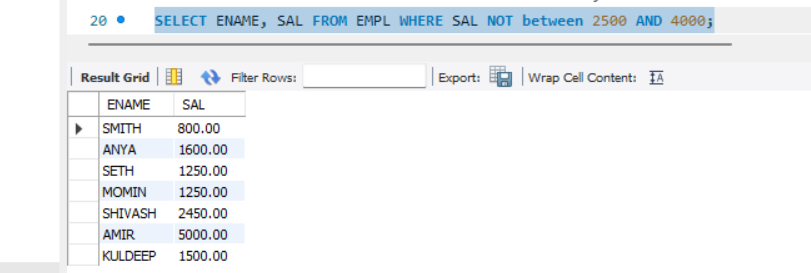 20 SELECT ENAME, SAL FROM EMPL WHERE SAL NOT between 2500 AND 4000;
Result Grid Filter Rows: Export: Wrap Cell Content: IA
ENAME SAL
SMITH 800.00
ANYA 1600.00
SETH 1250.00
MOMIN 1250.00
SHIVASH 2450.00
AMIR 5000.00
KULDEEP 1500.00